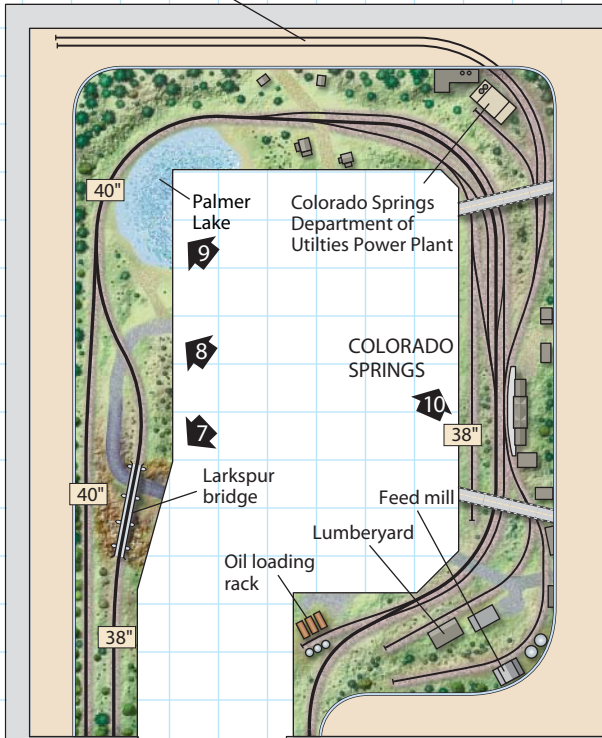 40"
Palmer
Lake
Colorado Springs
Department of
Utilties Power Plant
9
8
COLORADO
SPRINGS
10
7
38"
40"
Larkspur
bridge
Feed mill
Lumberyard
Oil loading
rack
38"